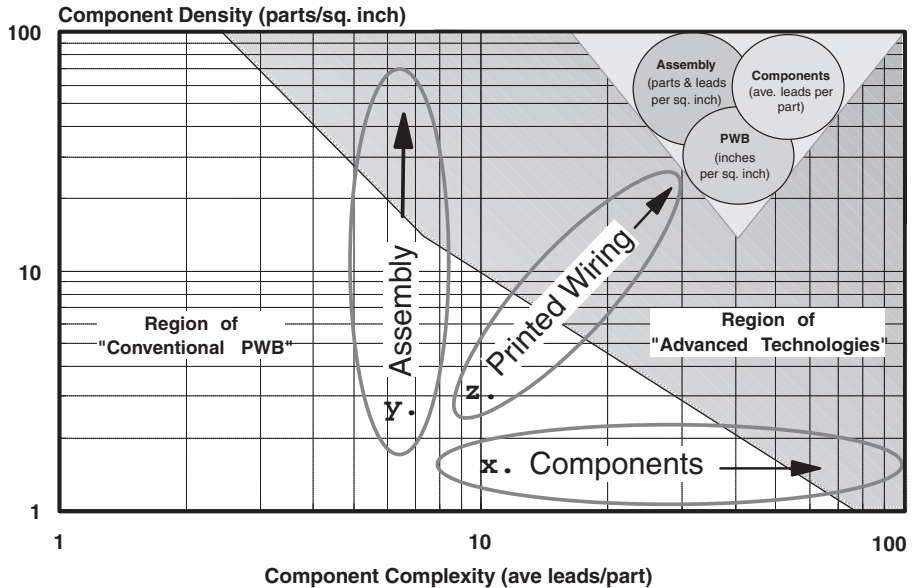 Component Density (parts/sq. inch)
100
10
1
Assembly
(parts & leads
per sq. inch)
Components
(ave. leads per
part)
PWB
(inches
per sq. inch)
Region of
"Conventional PWB"
y. Assembly
z. Printed Wiring
Region of
"Advanced Technologies"
x. Components
1
10
100
Component Complexity (ave leads/part)